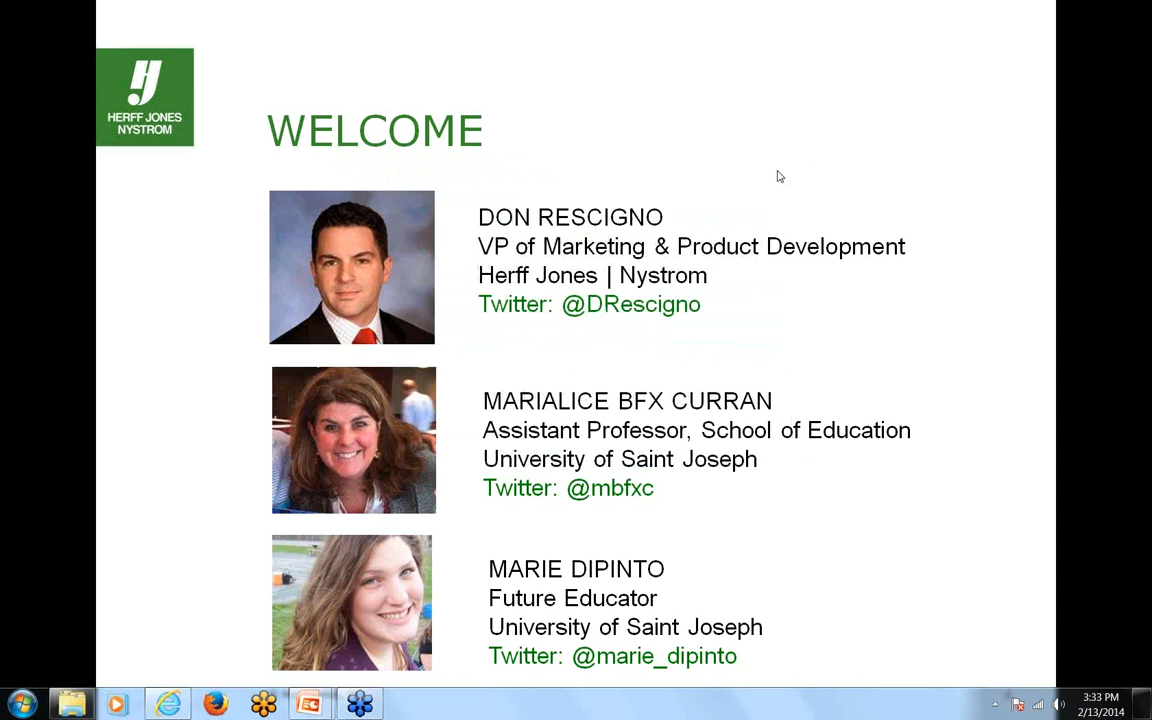 HERFF JONES
NYSTROM
WELCOME
DON RESCIGNO
VP of Marketing & Product Development
Herff Jones | Nystrom
Twitter: @DRescigno
MARIALICE BFX CURRAN
Assistant Professor, School of Education
University of Saint Joseph
Twitter: @mbfxc
MARIE DIPINTO
Future Educator
University of Saint Joseph
Twitter: @marie_dipinto
3:33 PM
2/13/2014